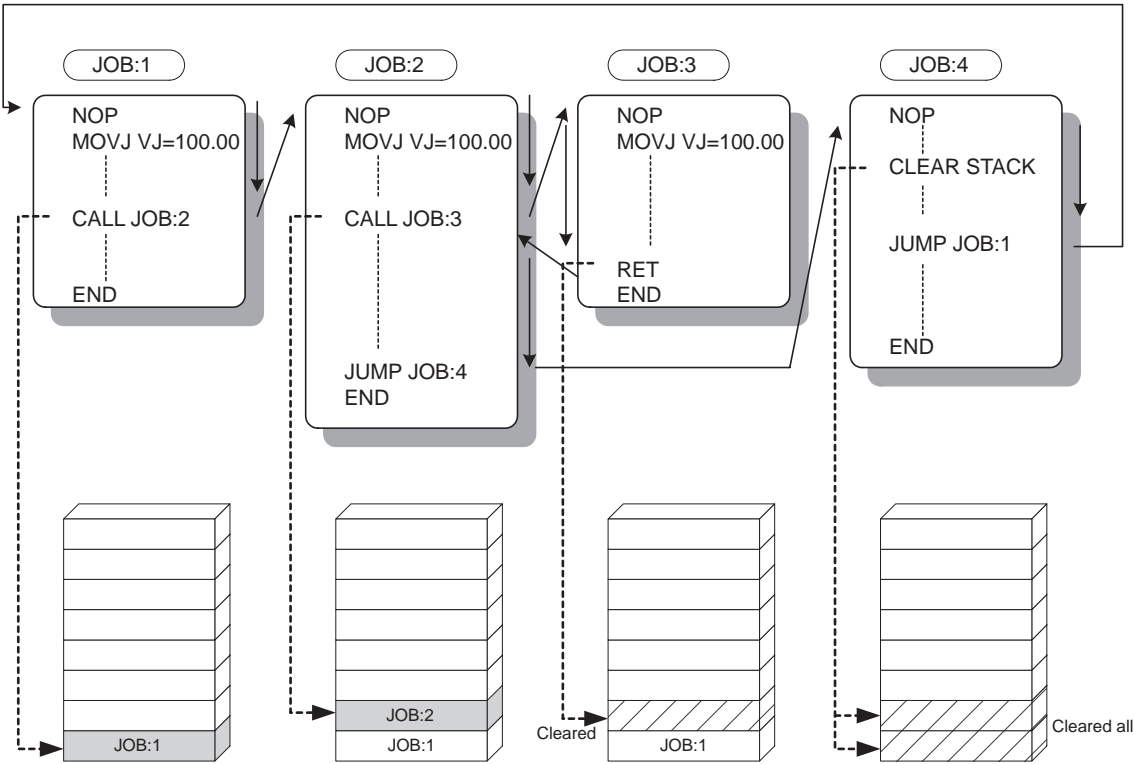 JOB:1
NOP
MOVJ VJ=100.00
CALL JOB:2
END
JOB:2
NOP
MOVJ VJ=100.00
CALL JOB:3
JUMP JOB:4
END
JOB:3
NOP
MOVJ VJ=100.00
RET
END
JOB:4
NOP
CLEAR STACK
JUMP JOB:1
END
JOB:1
JOB:2
JOB:1
Cleared
JOB:1
Cleared all